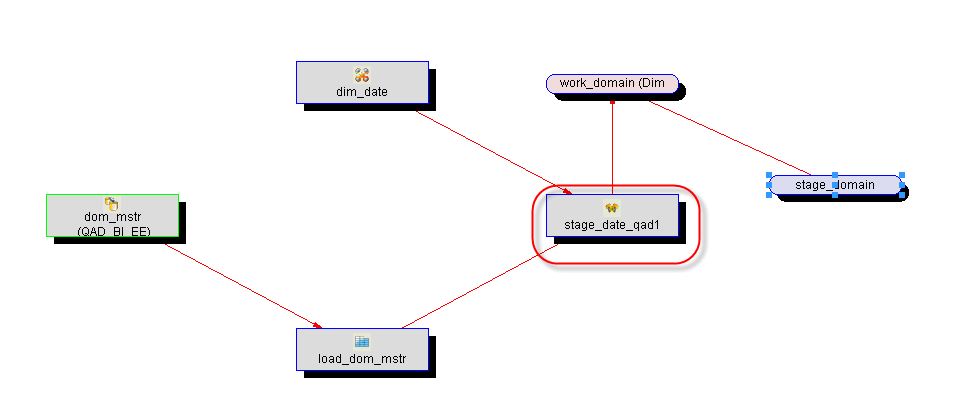 dim_date
work_domain (Dim
stage_domain
dom_mstr
(QAD_BI_EE)
stage_date_qad1
load_dom_mstr